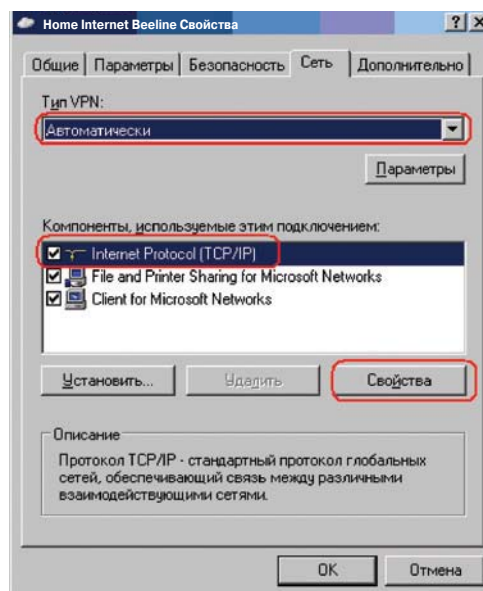 Home Internet Beeline Свойства
Общие Параметры Безопасность Сеть Дополнительно
Тип VPN:
Автоматически
Параметры
Компоненты, используемые этим подключением:
Internet Protocol (TCP/IP)
File and Printer Sharing for Microsoft Networks
Client for Microsoft Networks
Установить... Удалить Свойства
Описание
Протокол TCP/IP - стандартный протокол глобальных
сетей, обеспечивающий связь между различными
взаимодействующими сетями.
OK Отмена